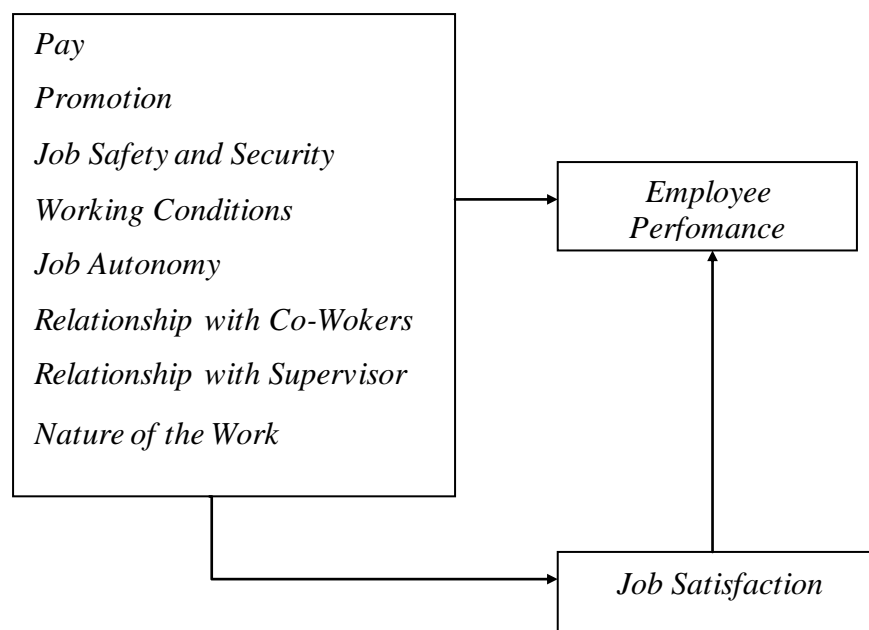 Pay
Promotion
Job Safety and Security
Working Conditions
Job Autonomy
Relationship with Co-Wokers
Relationship with Supervisor
Nature of the Work
Employee
Perfomance
Job Satisfaction